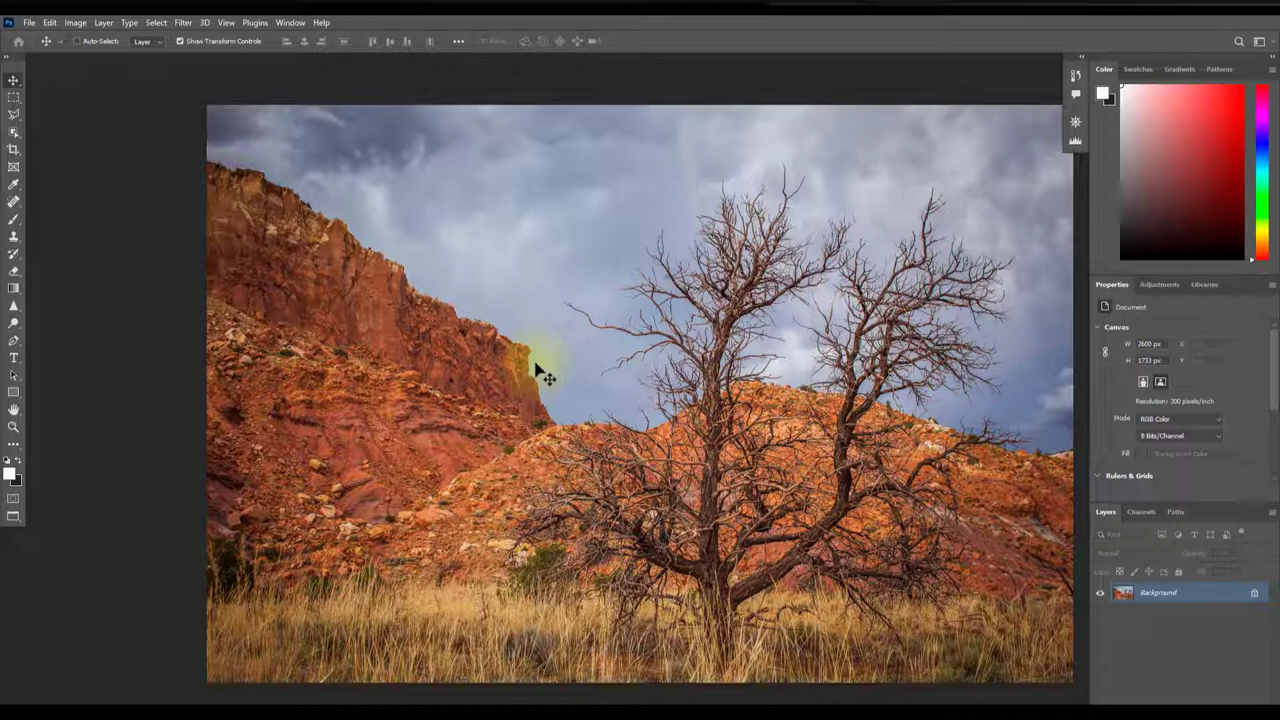 Ps File Edit Image Layer Type Select Filter 3D View Plugins Window Help
Auto-Select: Layer Show Transform Controls
Color Swatches Gradients Patterns
Properties Adjustments Libraries
Document
Canvas
W 2600 px X
H 1733 px Y
Resolution: 300 pixels/inch
Mode RGB Color
8 Bits/Channel
Fill Background Color
Rulers & Grids
Layers Channels Paths
Kind
Normal Opacity:
Background